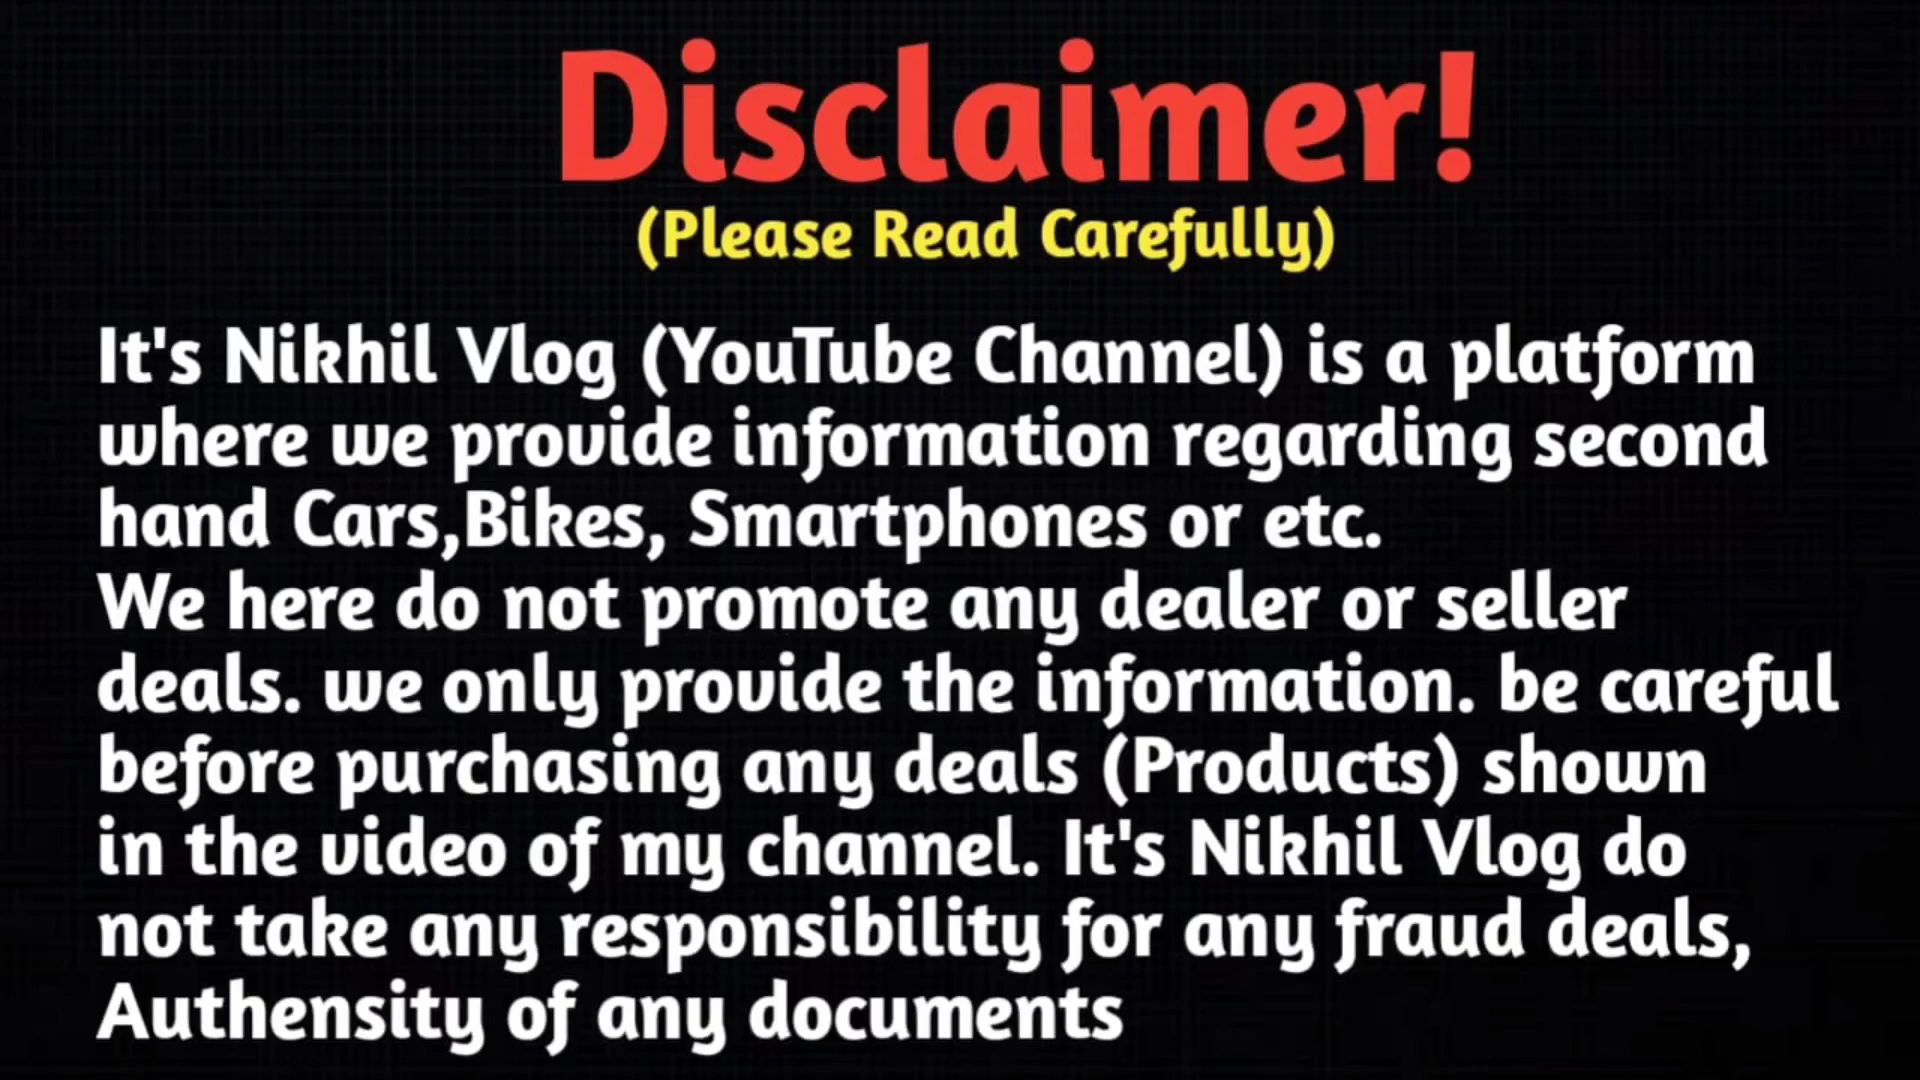 Disclaimer!
(Please Read Carefully)
It's Nikhil Vlog (YouTube Channel) is a platform
where we provide information regarding second
hand Cars,Bikes, Smartphones or etc.
We here do not promote any dealer or seller
deals. we only provide the information. be careful
before purchasing any deals (Products) shown
in the video of my channel. It's Nikhil Vlog do
not take any responsibility for any fraud deals,
Authensity of any documents